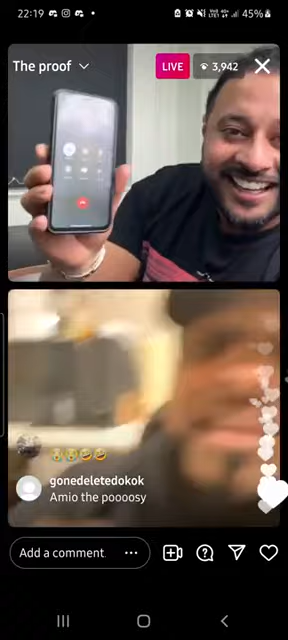 22:19
45%
The proof
LIVE
3,942
😭😭🤣🤣
gonedeletedokok
Amio the poooosy
Add a comment